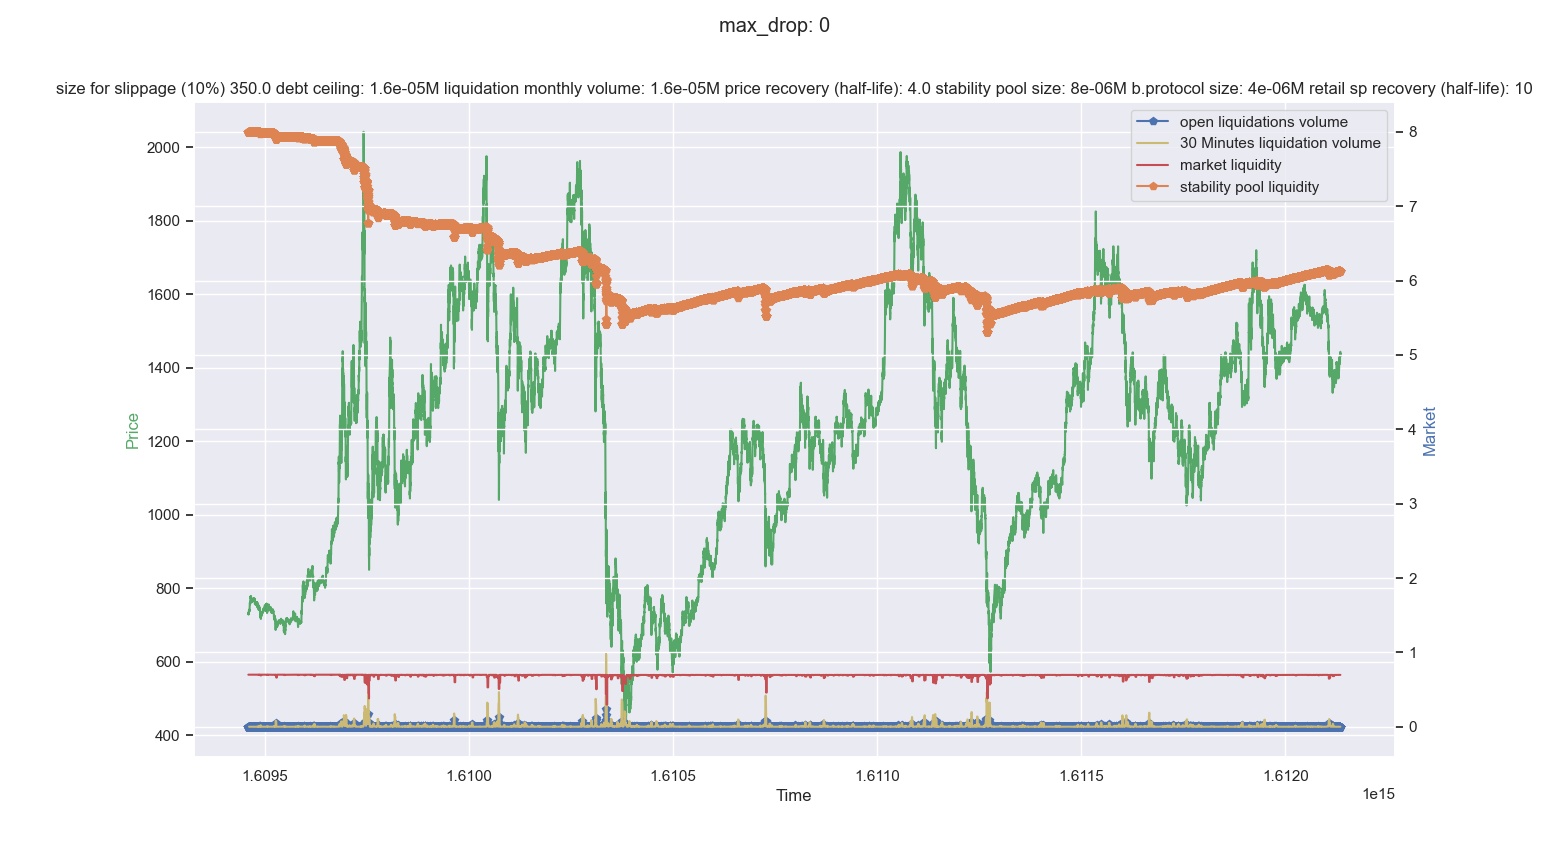 max_drop: 0
size for slippage (10%) 350.0 debt ceiling: 1.6e-05M liquidation monthly volume: 1.6e-05M price recovery (half-life): 4.0 stability pool size: 8e-06M b.protocol size: 4e-06M retail sp recovery (half-life): 10
open liquidations volume
30 Minutes liquidation volume
market liquidity
stability pool liquidity
2000
1800
1600
1400
1200
1000
800
600
400
Price
8
7
6
5
4
3
2
1
0
Market
1.6095 1.6100 1.6105 1.6110 1.6115 1.6120
1e15
Time